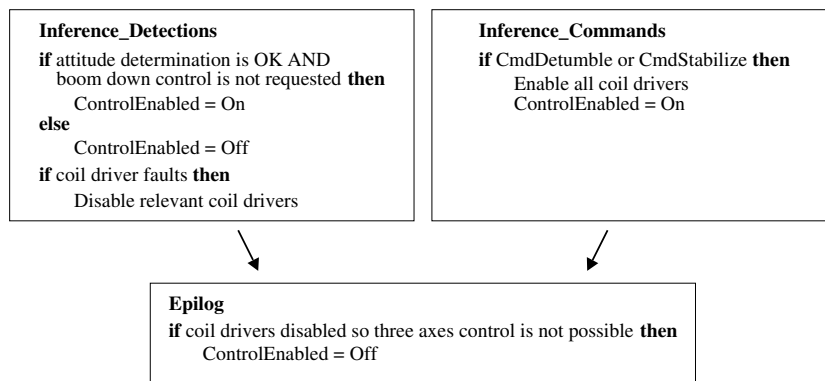 Inference_Detections
if attitude determination is OK AND
boom down control is not requested then
ControlEnabled = On
else
ControlEnabled = Off
if coil driver faults then
Disable relevant coil drivers
Inference_Commands
if CmdDetumble or CmdStabilize then
Enable all coil drivers
ControlEnabled = On
Epilog
if coil drivers disabled so three axes control is not possible then
ControlEnabled = Off